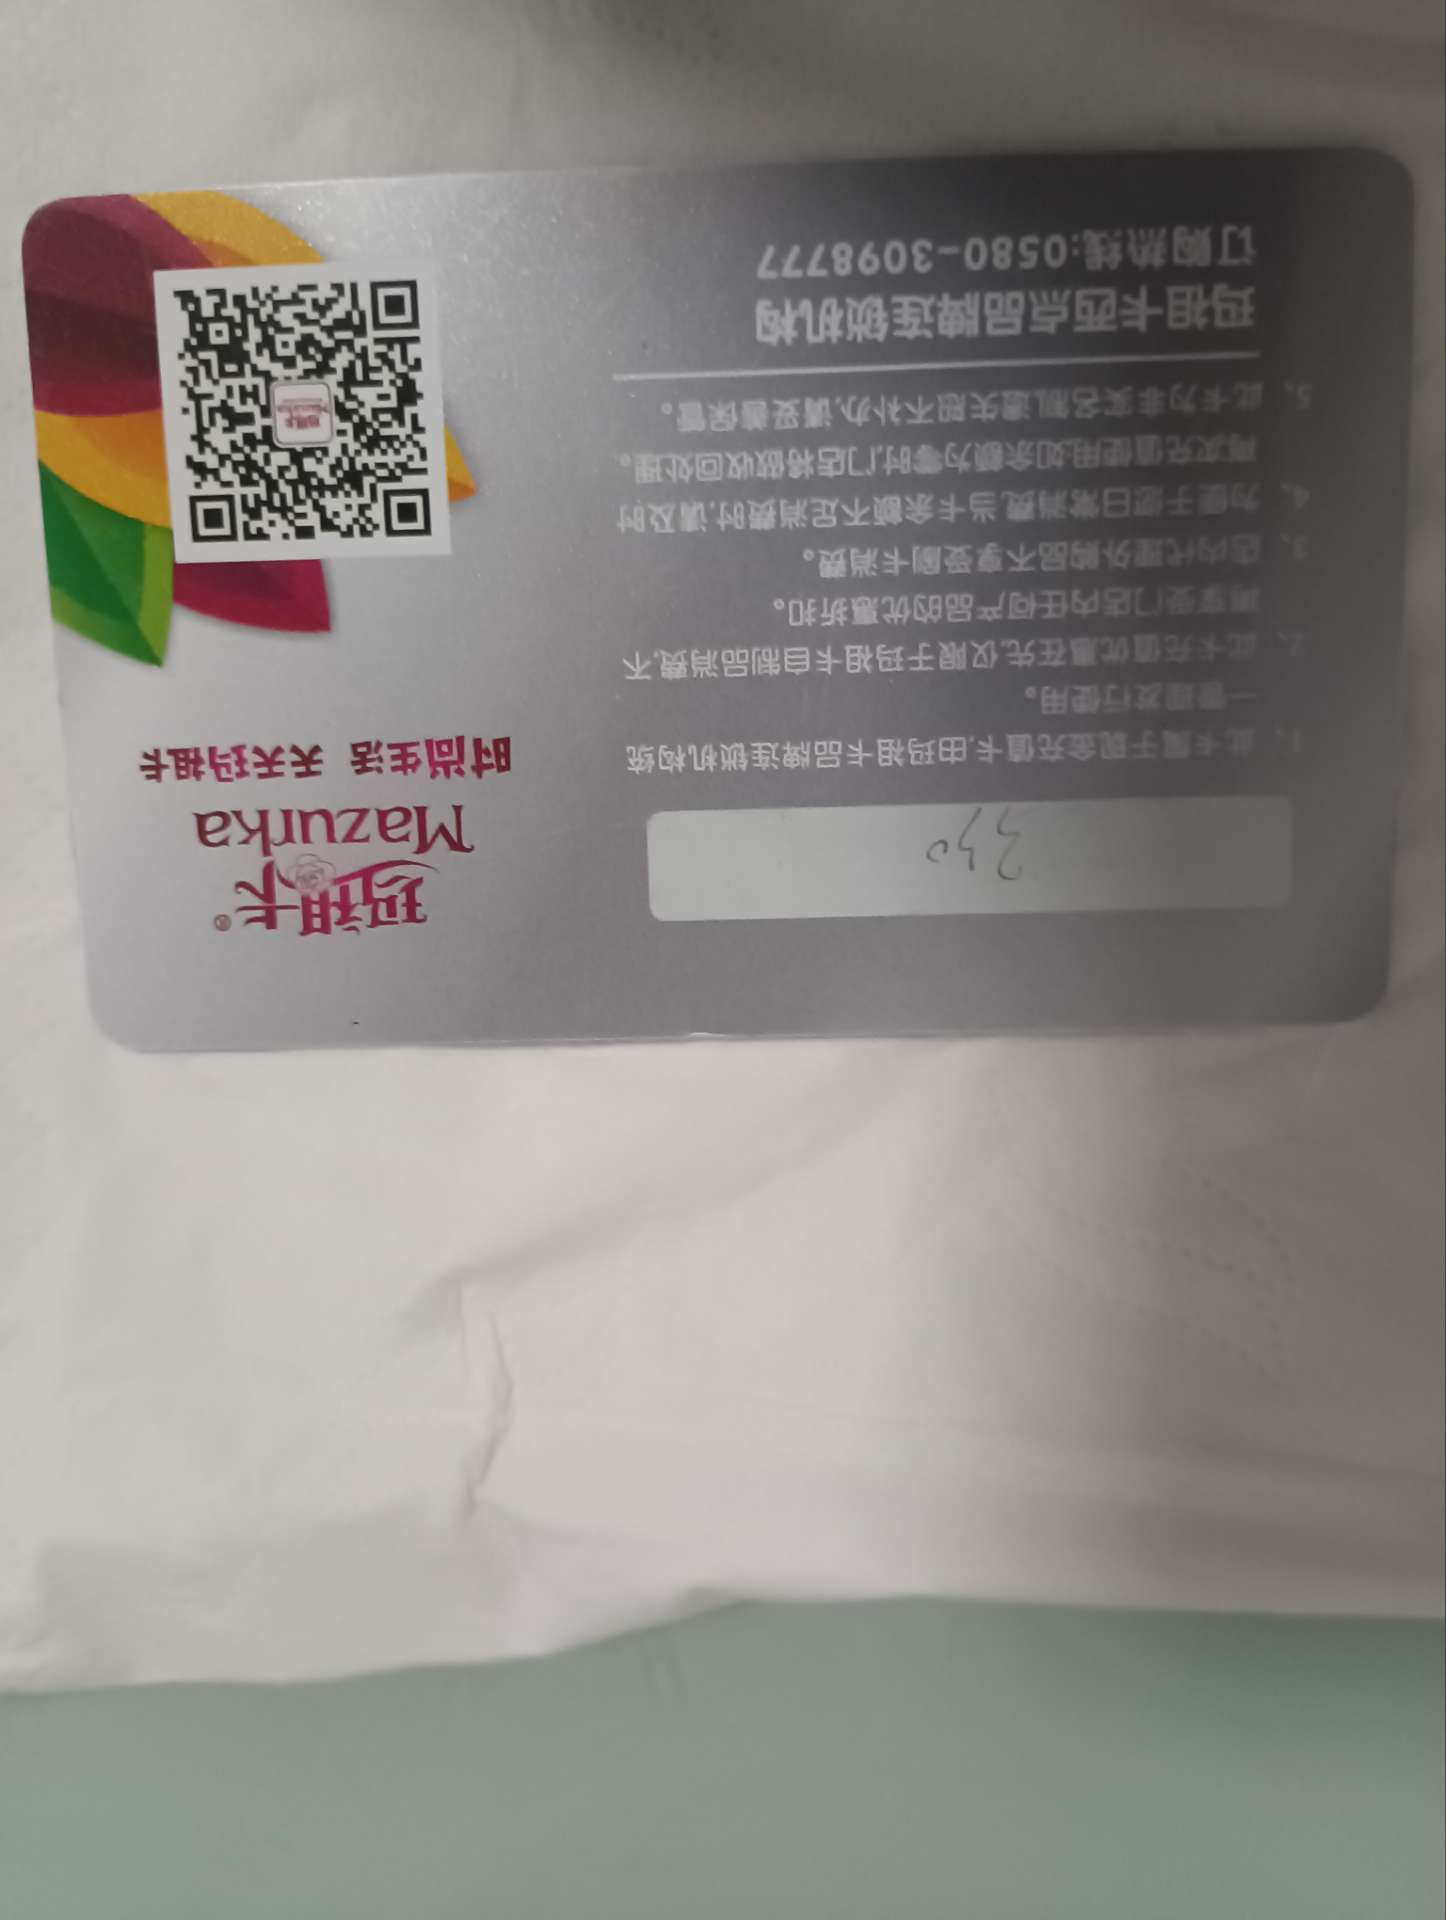 玛祖卡®
Mazurka
时尚生活 天天玛祖卡
1、此卡属于现金充值卡,由玛祖卡品牌连锁机构统
一管理发行使用。
2、此卡充值优惠在先,仅限于玛祖卡自制品消费,不
再享受门店内任何产品的优惠折扣。
3、店内代理外购品不享受刷卡消费。
4、为便于您日常消费,当卡余额不足消费时,请及时
再次充值使用;如余额为零时,门店将做收回处理。
5、此卡为非实名制,遗失恕不补办,请妥善保管。
玛祖卡西点品牌连锁机构
订购热线:0580-3098777